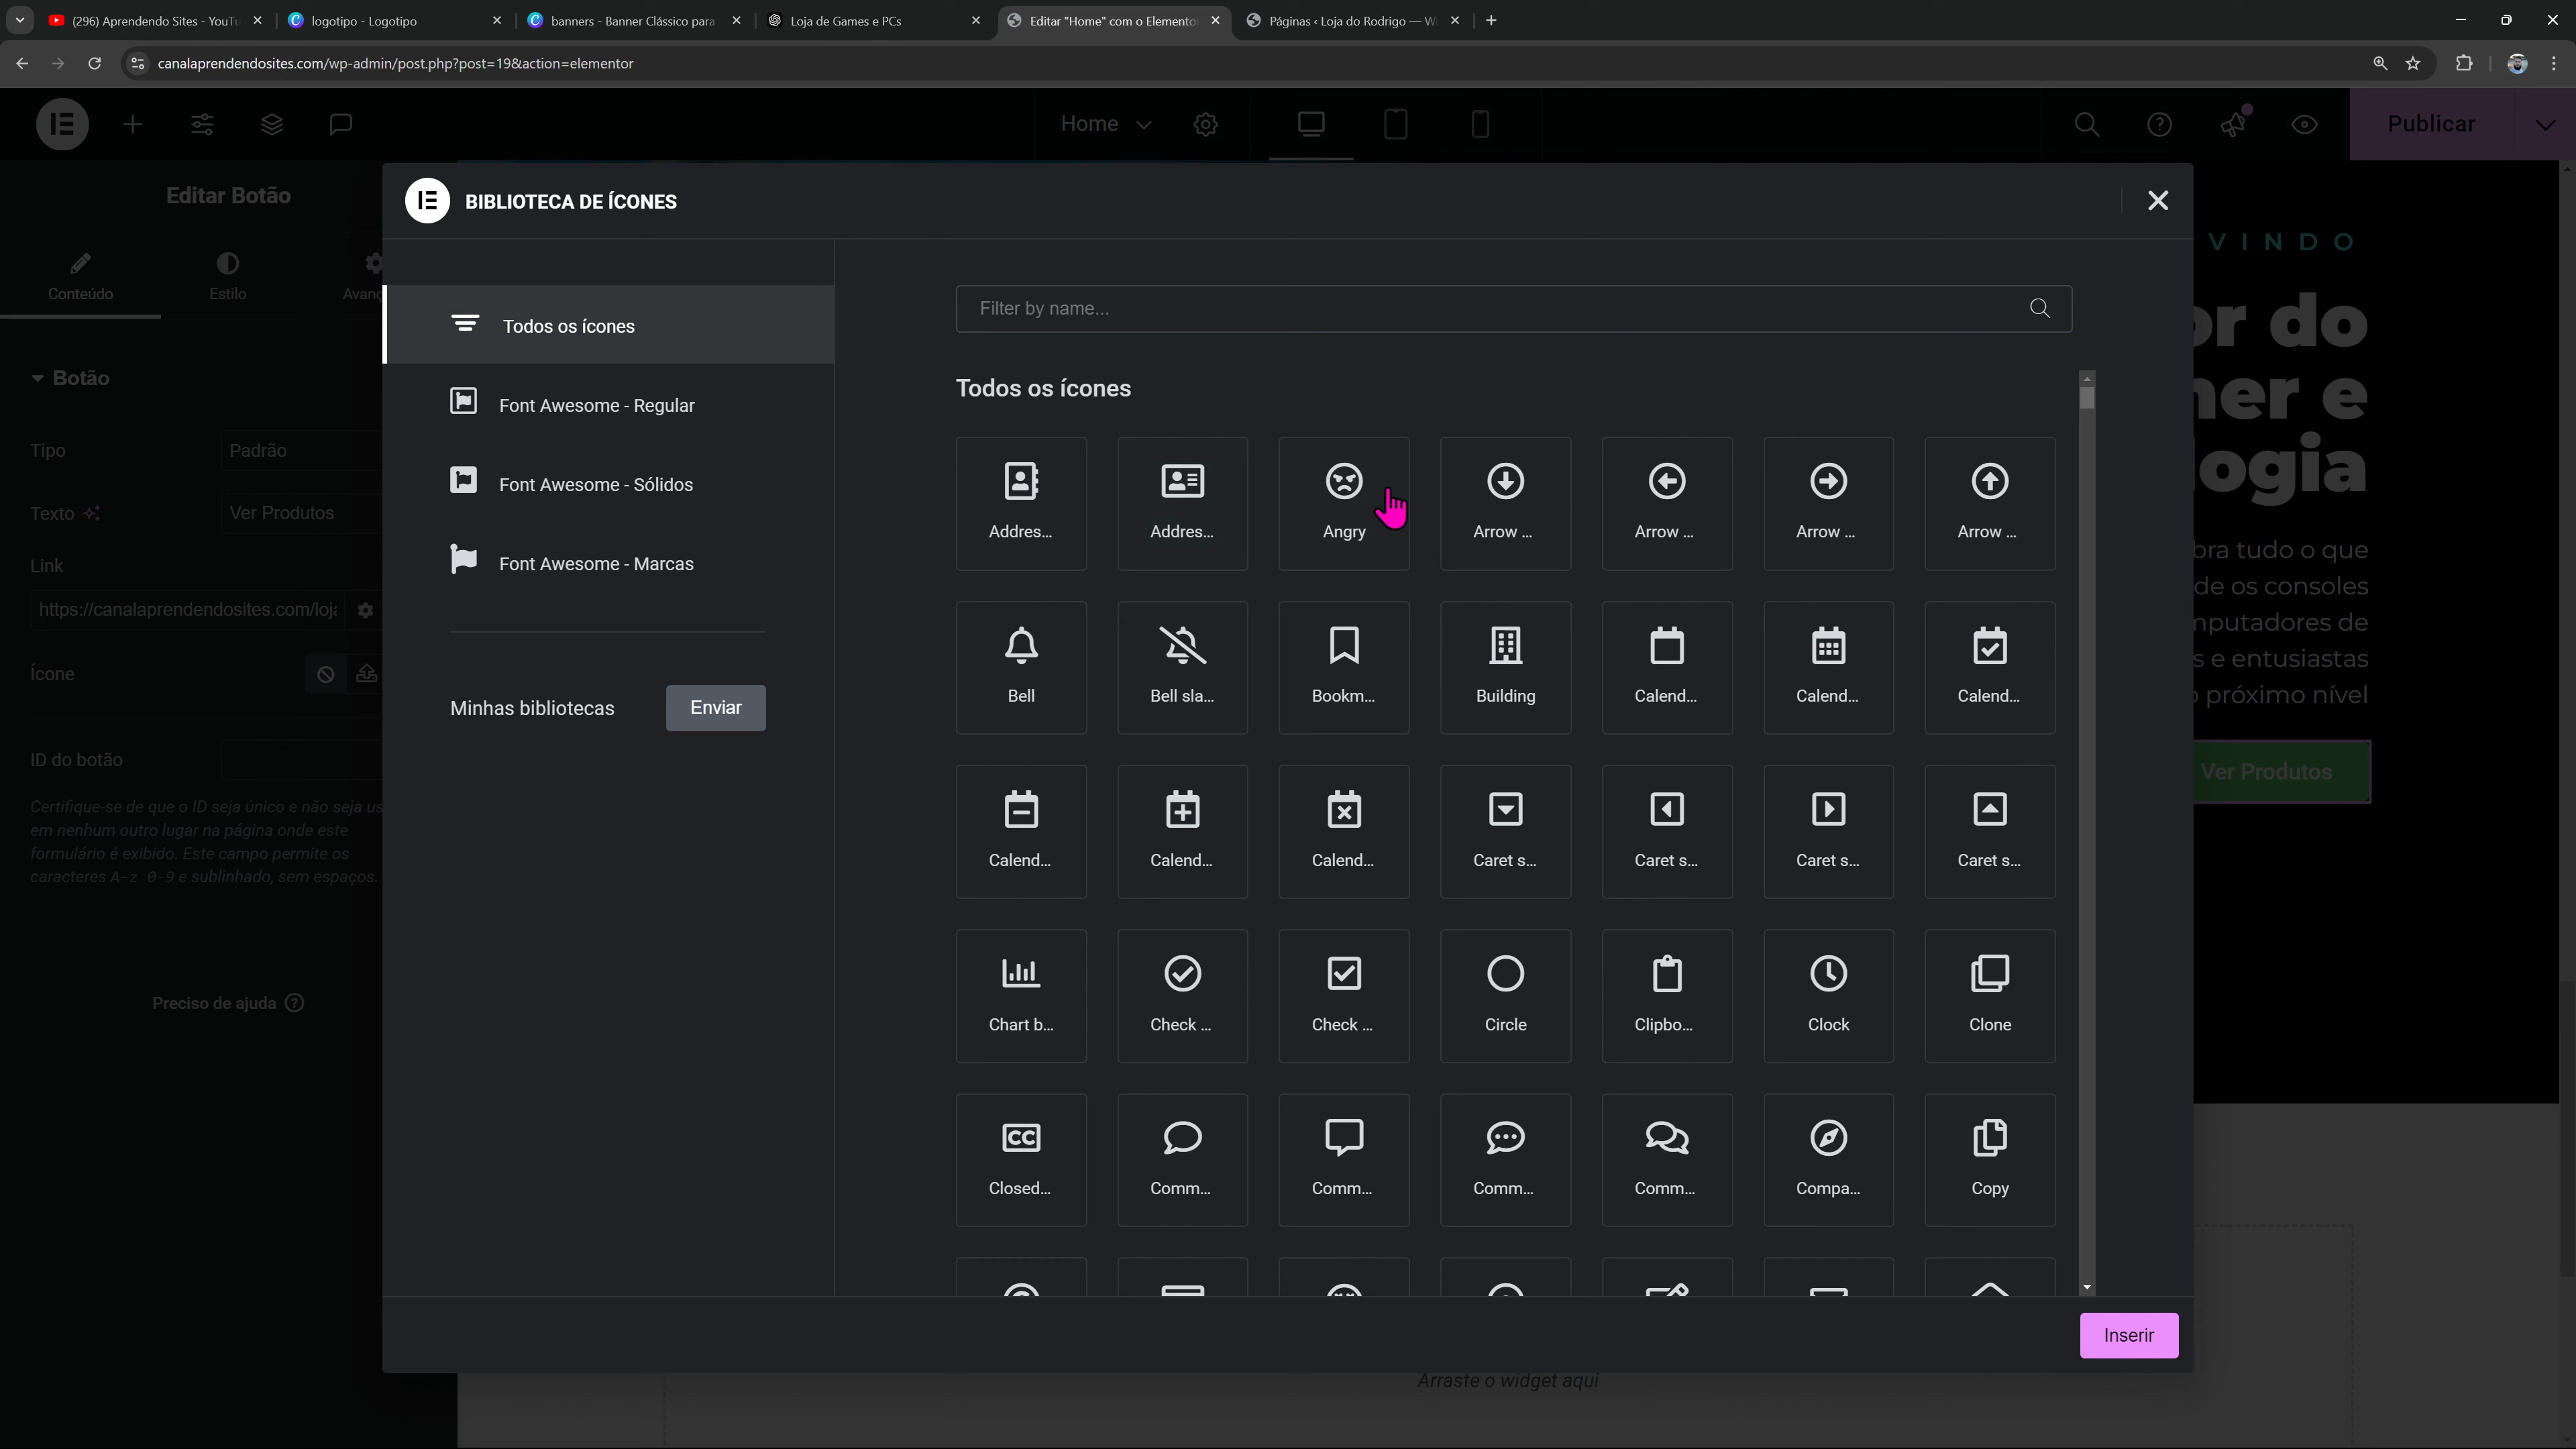 (296) Aprendendo Sites - YouTu
logotipo - Logotipo
banners - Banner Clássico para
Loja de Games e PCs
Editar "Home" com o Elemento
Páginas ‹ Loja do Rodrigo — W
canalaprendendosites.com/wp-admin/post.php?post=19&action=elementor
Home
Publicar
Editar Botão
Conteúdo
Estilo
Avanç
Botão
Tipo
Padrão
Texto
Ver Produtos
Link
https://canalaprendendosites.com/loja
Ícone
ID do botão
Certifique-se de que o ID seja único e não seja us
em nenhum outro lugar na página onde este
formulário é exibido. Este campo permite os
caracteres A-z 0-9 e sublinhado, sem espaços.
Preciso de ajuda
BIBLIOTECA DE ÍCONES
Todos os ícones
Font Awesome - Regular
Font Awesome - Sólidos
Font Awesome - Marcas
Minhas bibliotecas
Enviar
Filter by name...
Todos os ícones
Addres...
Addres...
Angry
Arrow ...
Arrow ...
Arrow ...
Arrow ...
Bell
Bell sla...
Bookm...
Building
Calend...
Calend...
Calend...
Calend...
Calend...
Calend...
Caret s...
Caret s...
Caret s...
Caret s...
Chart b...
Check ...
Check ...
Circle
Clipbo...
Clock
Clone
Closed...
Comm...
Comm...
Comm...
Comm...
Compa...
Copy
Inserir
VINDO
or do
ner e
logia
bra tudo o que
de os consoles
mputadores de
s e entusiastas
o próximo nível
Ver Produtos
Arraste o widget aqui